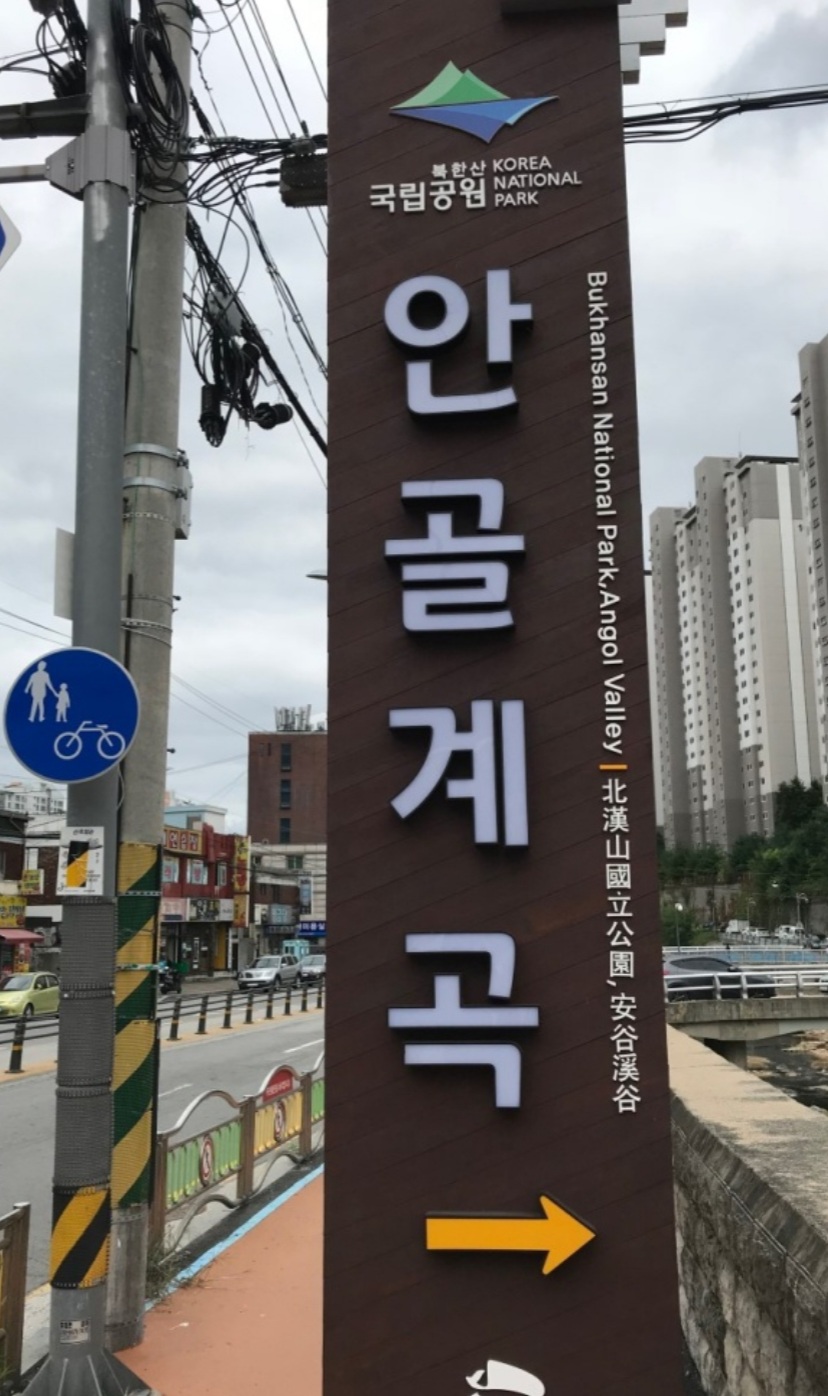 북한산 국립공원
KOREA NATIONAL PARK
안골계곡
Bukhansan National Park,Angol Valley
北漢山國立公園, 安谷溪谷